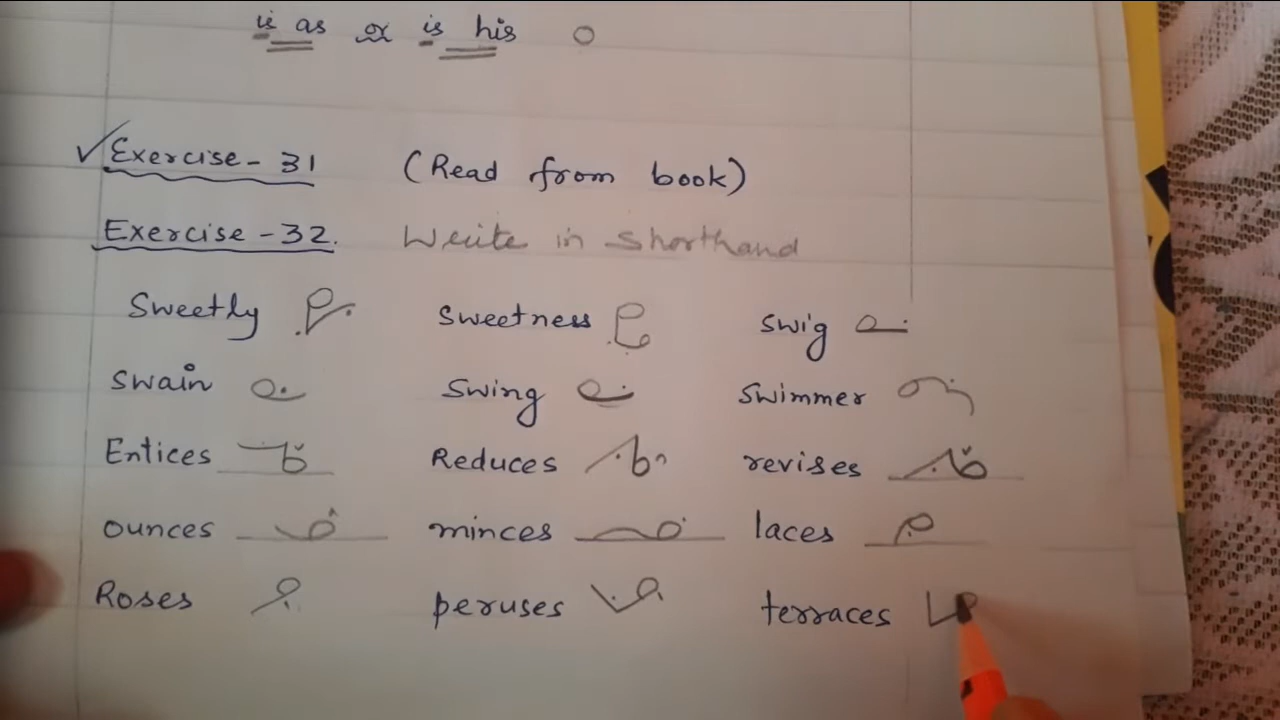 is as or is his
✓ Exercise - 31 (Read from book)
Exercise - 32. Write in Shorthand
Sweetly Sweetness Swig
Swain Swing Swimmer
Entices Reduces revises
ounces minces laces
Roses peruses terraces